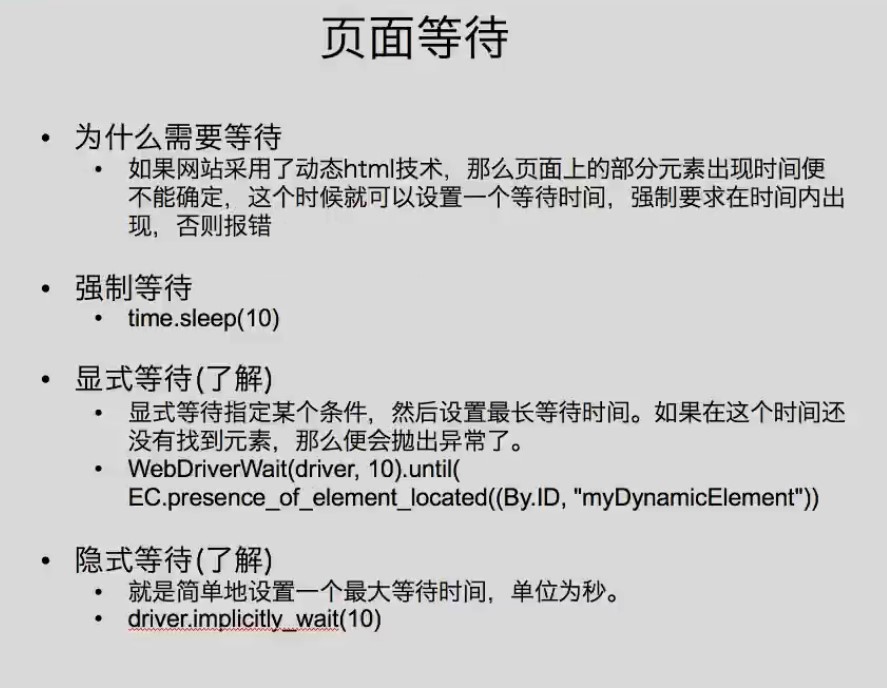 页面等待
• 为什么需要等待
• 如果网站采用了动态html技术，那么页面上的部分元素出现时间便
不能确定，这个时候就可以设置一个等待时间，强制要求在时间内出
现，否则报错
• 强制等待
• time.sleep(10)
• 显式等待(了解)
• 显式等待指定某个条件，然后设置最长等待时间。如果在这个时间还
没有找到元素，那么便会抛出异常了。
• WebDriverWait(driver, 10).until(
EC.presence_of_element_located((By.ID, "myDynamicElement"))
• 隐式等待(了解)
• 就是简单地设置一个最大等待时间，单位为秒。
• driver.implicitly_wait(10)